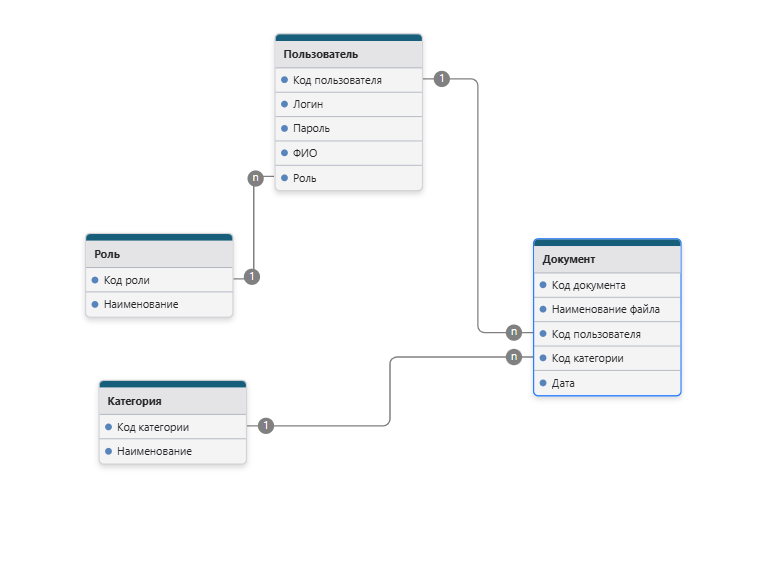 Пользователь
Код пользователя
1
Логин
Пароль
ФИО
n
Роль
Роль
Код роли
1
Наименование
Документ
Код документа
Наименование файла
n
Код пользователя
n
Код категории
Дата
Категория
Код категории
1
Наименование